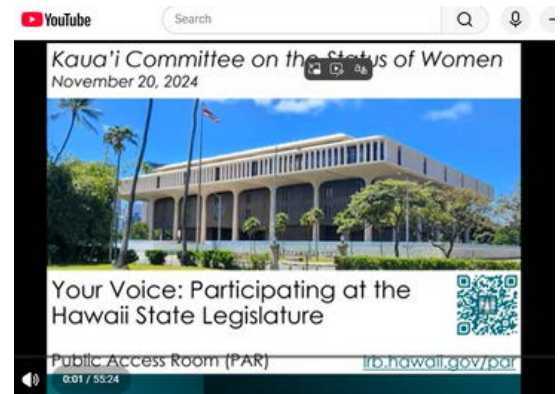 YouTube
Search
Kaua'i Committee on the Status of Women
November 20, 2024
Your Voice: Participating at the
Hawaii State Legislature
Public Access Room (PAR)
lrb.hawaii.gov/par
0:01 / 55:24